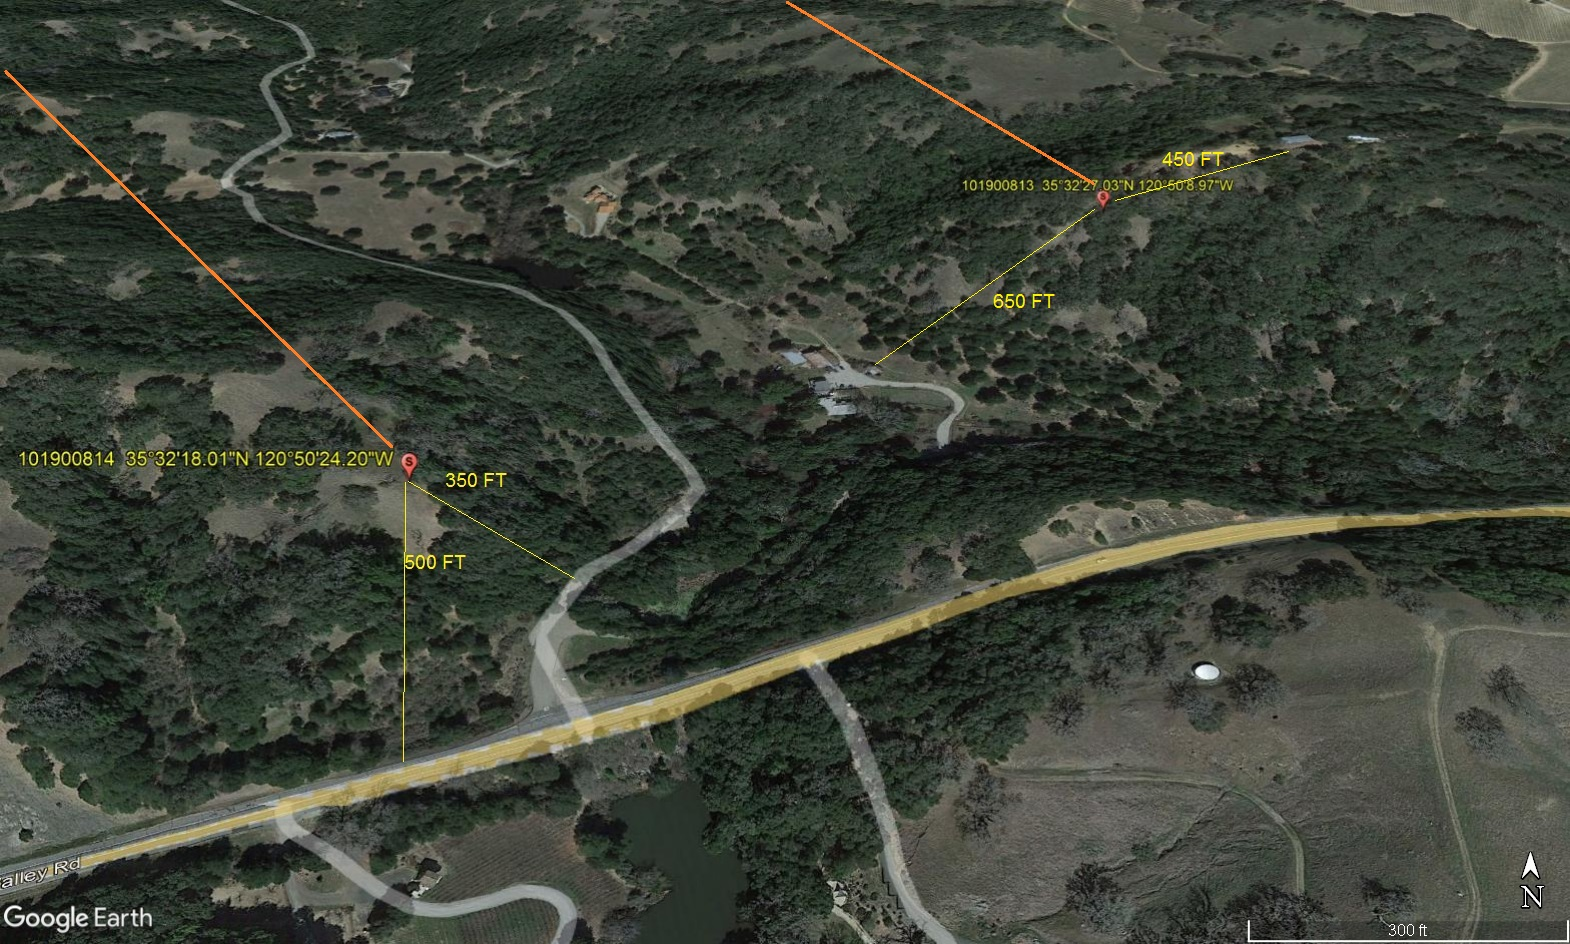 450 FT
101900813 35°32'27.03"N 120°50'8.97"W
S
650 FT
101900814 35°32'18.01"N 120°50'24.20"W
S
350 FT
500 FT
alley Rd
N
Google Earth
300 ft